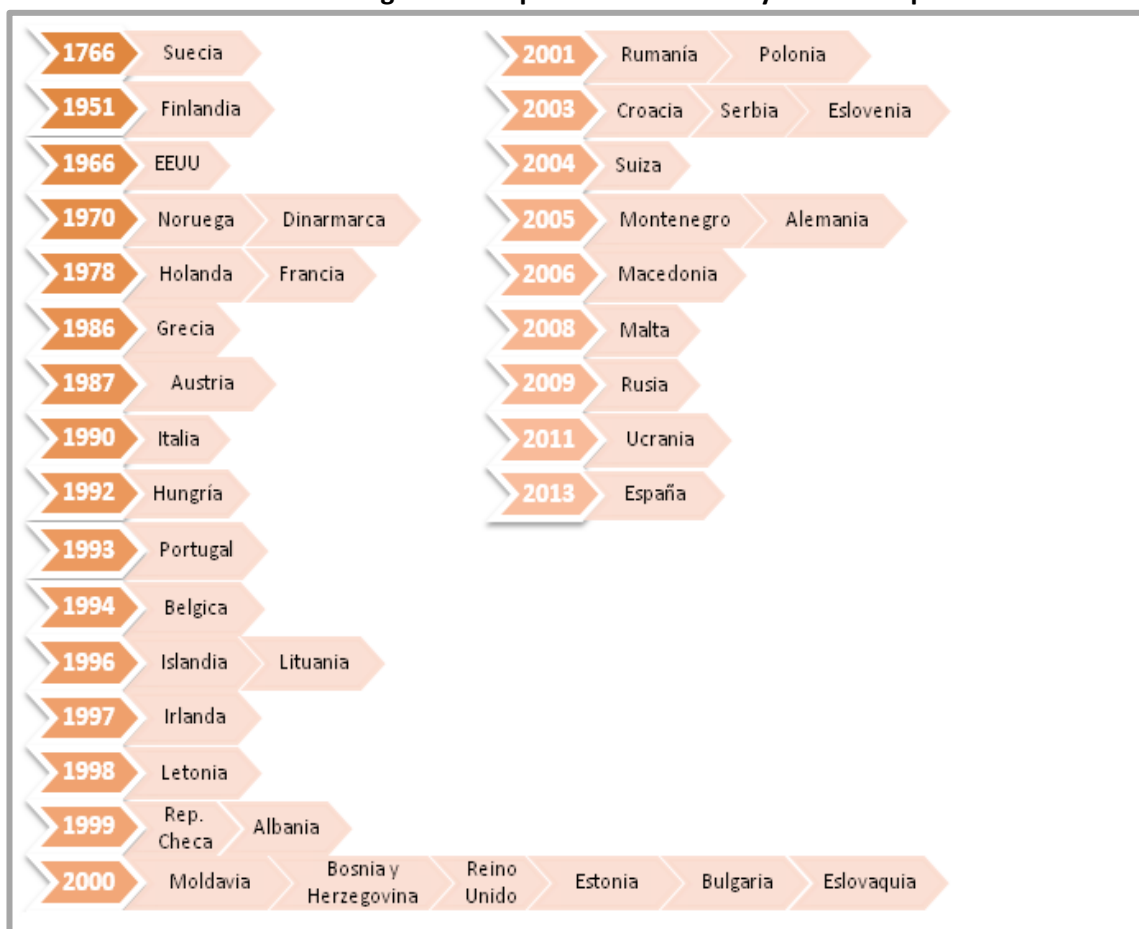 1766 Suecia
1951 Finlandia
1966 EEUU
1970 Noruega Dinarmarca
1978 Holanda Francia
1986 Grecia
1987 Austria
1990 Italia
1992 Hungría
1993 Portugal
1994 Belgica
1996 Islandia Lituania
1997 Irlanda
1998 Letonia
1999 Rep. Checa Albania
2000 Moldavia Bosnia y Herzegovina Reino Unido Estonia Bulgaria Eslovaquia
2001 Rumanía Polonia
2003 Croacia Serbia Eslovenia
2004 Suiza
2005 Montenegro Alemania
2006 Macedonia
2008 Malta
2009 Rusia
2011 Ucrania
2013 España